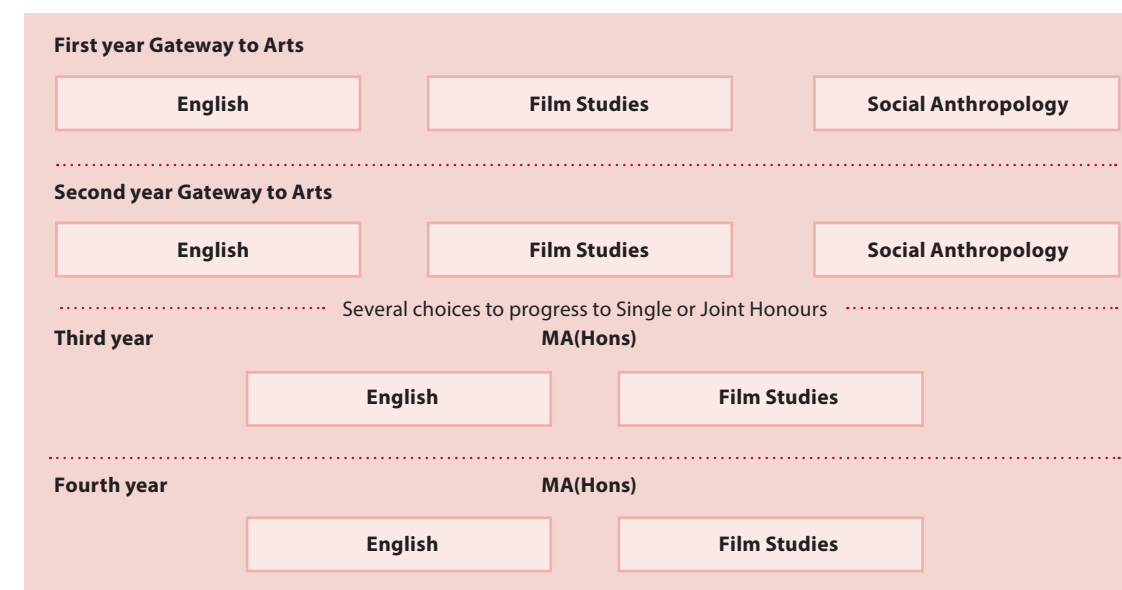 First year Gateway to Arts
English Film Studies Social Anthropology
Second year Gateway to Arts
English Film Studies Social Anthropology
Several choices to progress to Single or Joint Honours
Third year MA(Hons)
English Film Studies
Fourth year MA(Hons)
English Film Studies